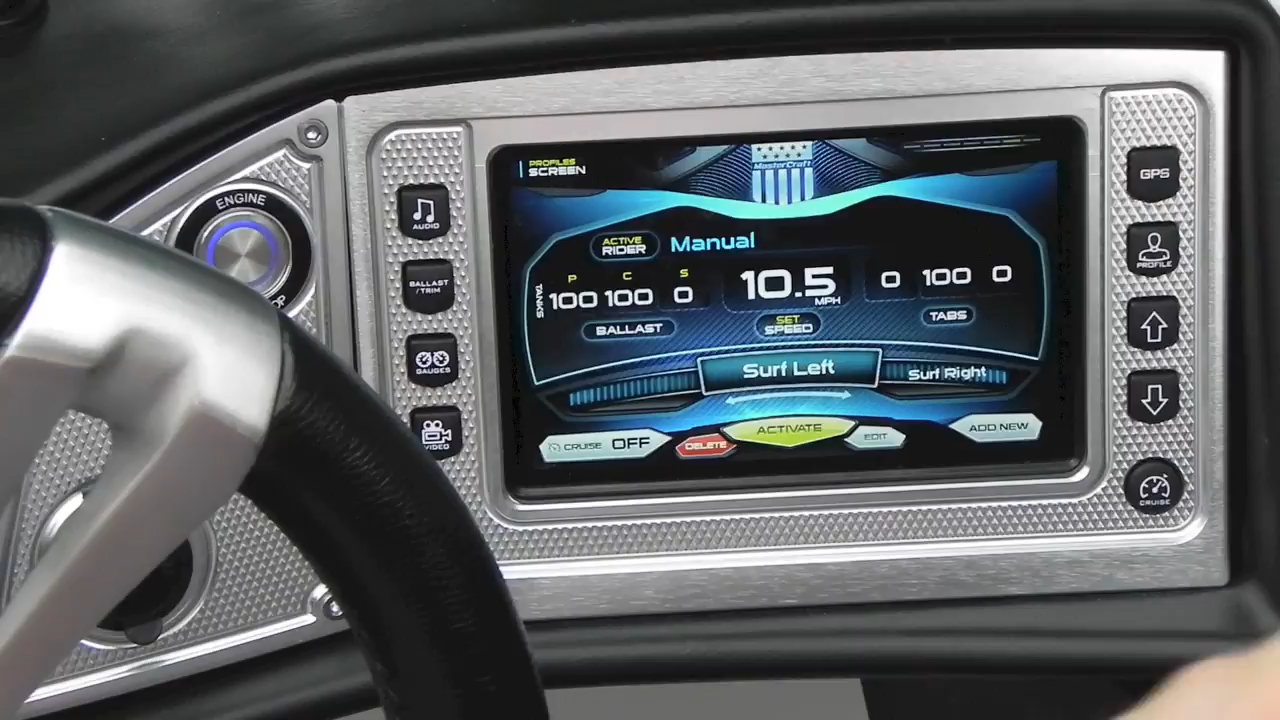 PROFILES
SCREEN
MasterCraft
ENGINE
OP
AUDIO
BALLAST
/ TRIM
GAUGES
VIDEO
ACTIVE
RIDER
Manual
TANKS
P C S
100 100 0
BALLAST
10.5
MPH
SET
SPEED
0 100 0
TABS
Surf Left
Surf Right
CRUISE OFF
DELETE
ACTIVATE
EDIT
ADD NEW
GPS
PROFILE
CRUISE